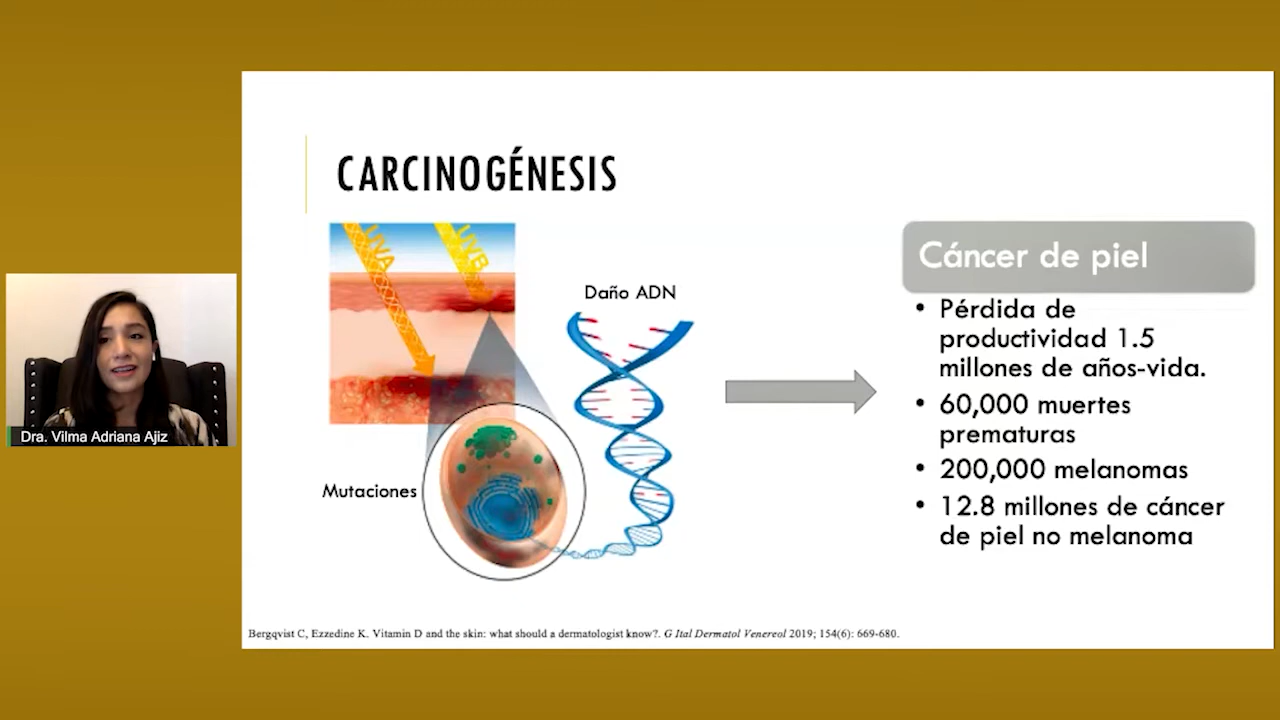 CARCINOGÉNESIS
UVA
UVB
Daño ADN
Mutaciones
Cáncer de piel
• Pérdida de
productividad 1.5
millones de años-vida.
• 60,000 muertes
prematuras
• 200,000 melanomas
• 12.8 millones de cáncer
de piel no melanoma
Dra. Vilma Adriana Ajiz
Bergqvist C, Ezzedine K. Vitamin D and the skin: what should a dermatologist know?. G Ital Dermatol Venereol 2019; 154(6): 669-680.